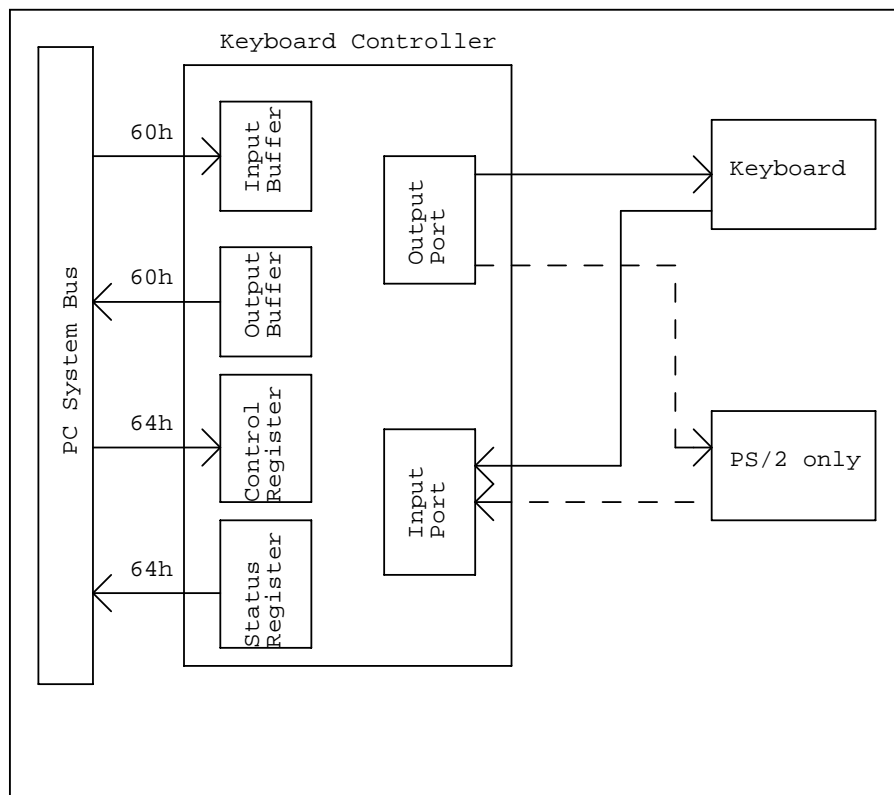 Keyboard Controller
PC System Bus
60h
Input
Buffer
60h
Output
Buffer
64h
Control
Register
64h
Status
Register
Output
Port
Input
Port
Keyboard
PS/2 only